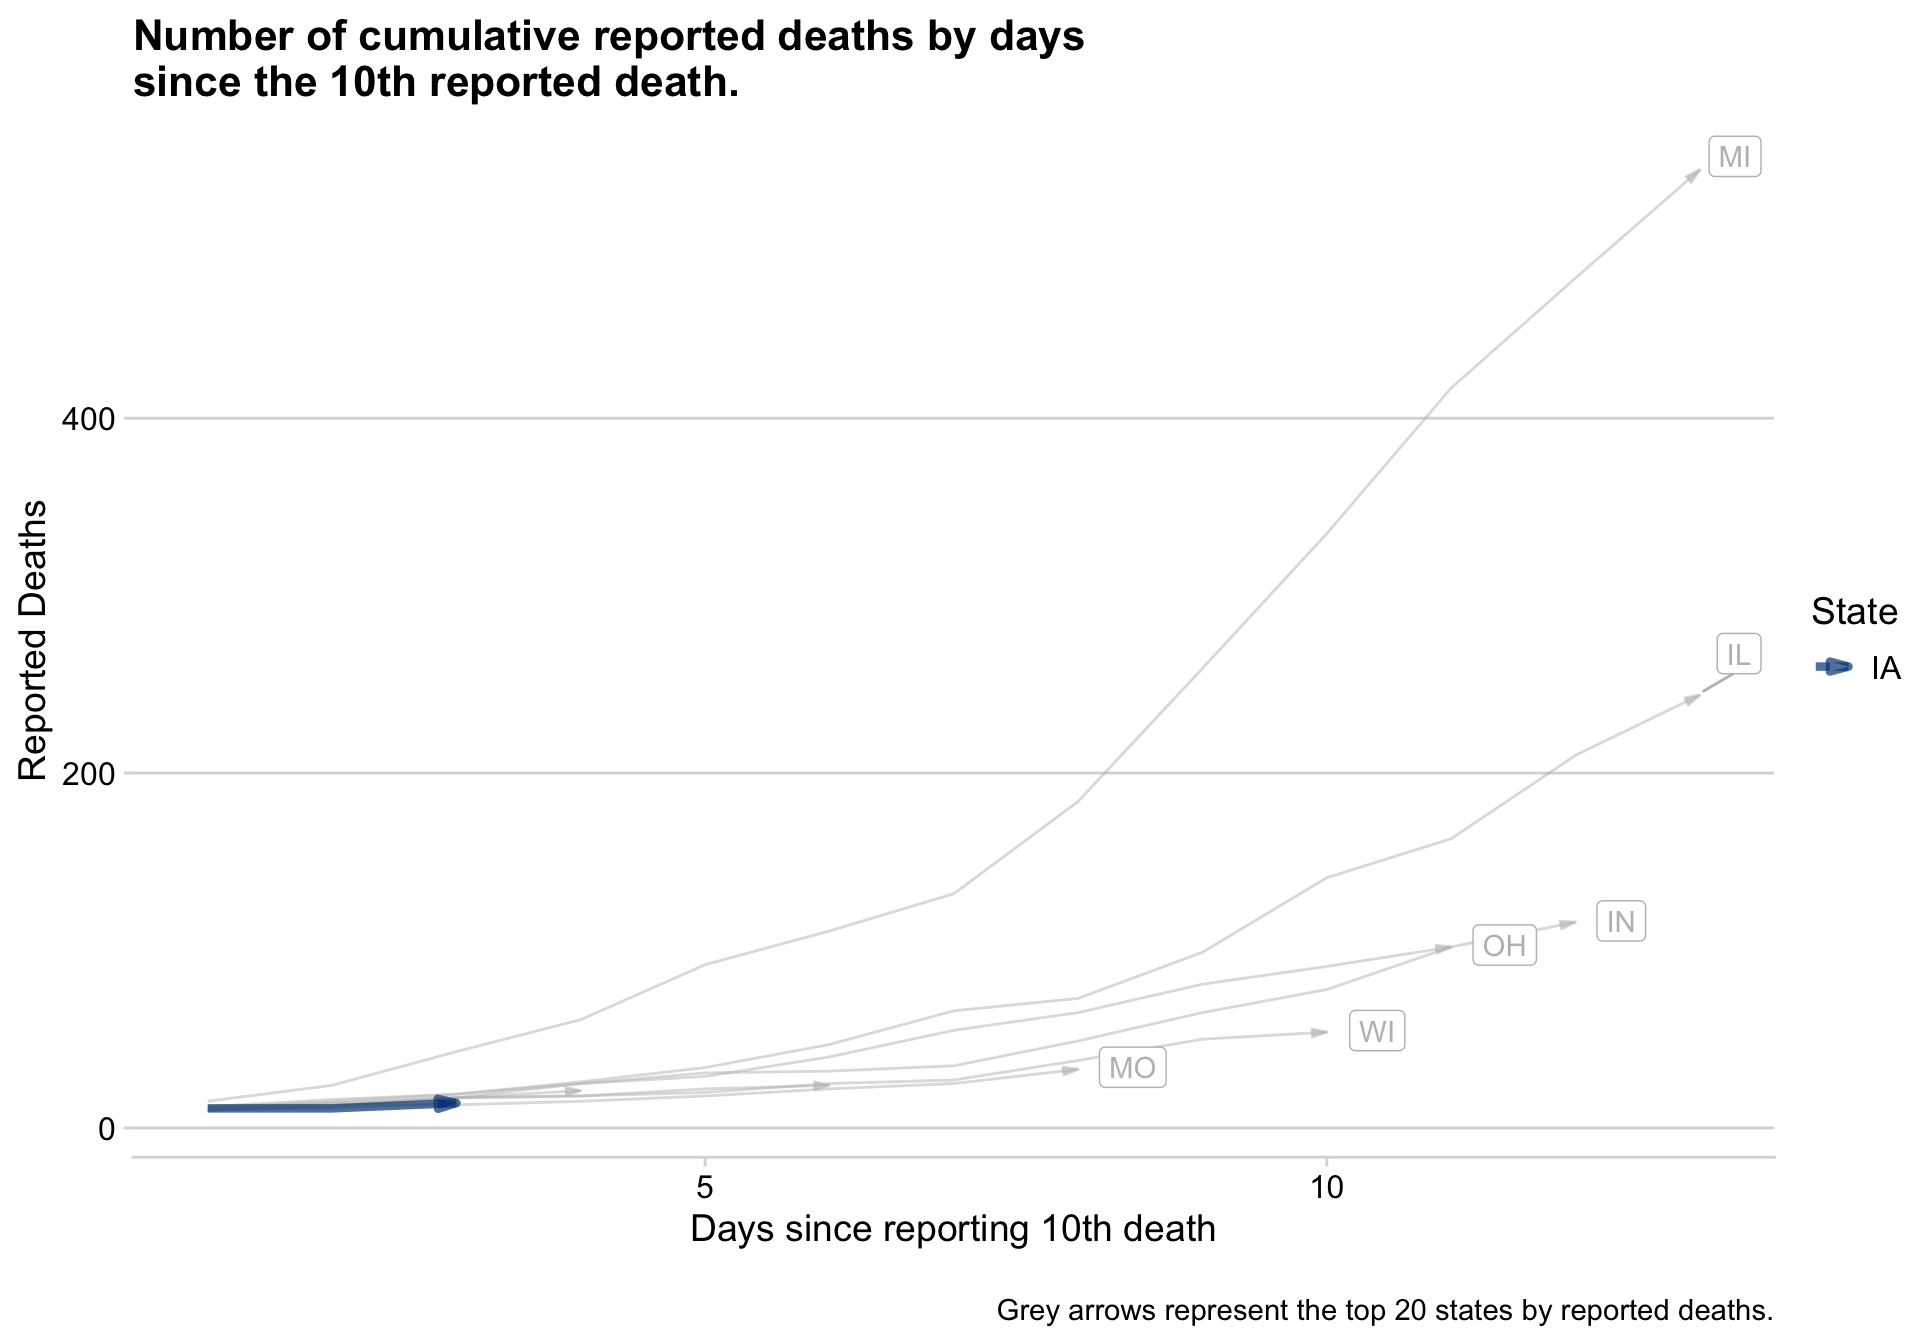 Number of cumulative reported deaths by days
since the 10th reported death.
MI
400
IL
State
IA
200
IN
OH
WI
MO
0
5
10
Reported Deaths
Days since reporting 10th death
Grey arrows represent the top 20 states by reported deaths.